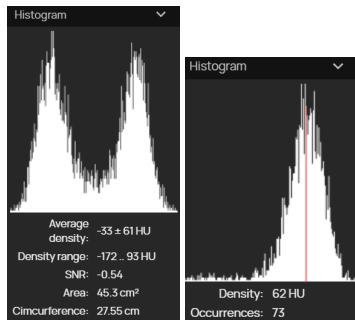 Histogram
Average
density: -33 ± 61 HU
Density range: -172 .. 93 HU
SNR: -0.54
Area: 45.3 cm²
Cimcurference: 27.55 cm
Histogram
Density: 62 HU
Occurrences: 73